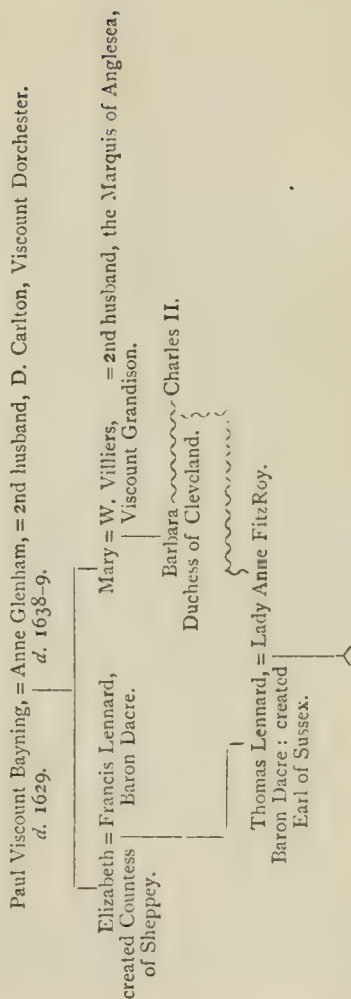 Paul Viscount Bayning, = Anne Glenham, = 2nd husband, D. Carlton, Viscount Dorchester.
d. 1629. d. 1638-9.
Elizabeth = Francis Lennard, Mary = W. Villiers, = 2nd husband, the Marquis of Anglesea,
created Countess Baron Dacre. Viscount Grandison.
of Sheppey.
Barbara Charles II.
Duchess of Cleveland.
Thomas Lennard, = Lady Anne FitzRoy.
Baron Dacre: created
Earl of Sussex.